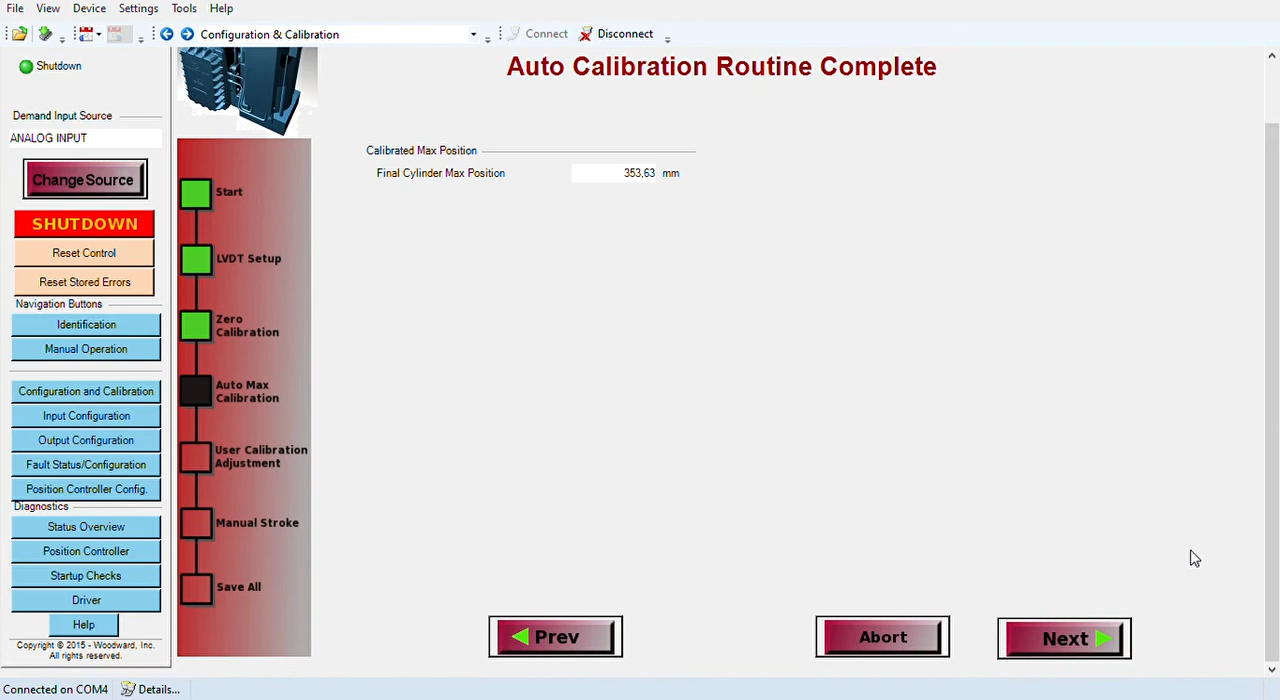 File View Device Settings Tools Help
Configuration & Calibration Connect Disconnect
Shutdown
Demand Input Source
ANALOG INPUT
Change Source
SHUTDOWN
Reset Control
Reset Stored Errors
Navigation Buttons
Identification
Manual Operation
Configuration and Calibration
Input Configuration
Output Configuration
Fault Status/Configuration
Position Controller Config.
Diagnostics
Status Overview
Position Controller
Startup Checks
Driver
Help
Copyright © 2015 - Woodward, Inc.
All rights reserved.
Start
LVDT Setup
Zero
Calibration
Auto Max
Calibration
User Calibration
Adjustment
Manual Stroke
Save All
Auto Calibration Routine Complete
Calibrated Max Position
Final Cylinder Max Position 353,63 mm
Prev Abort Next
Connected on COM4 Details...